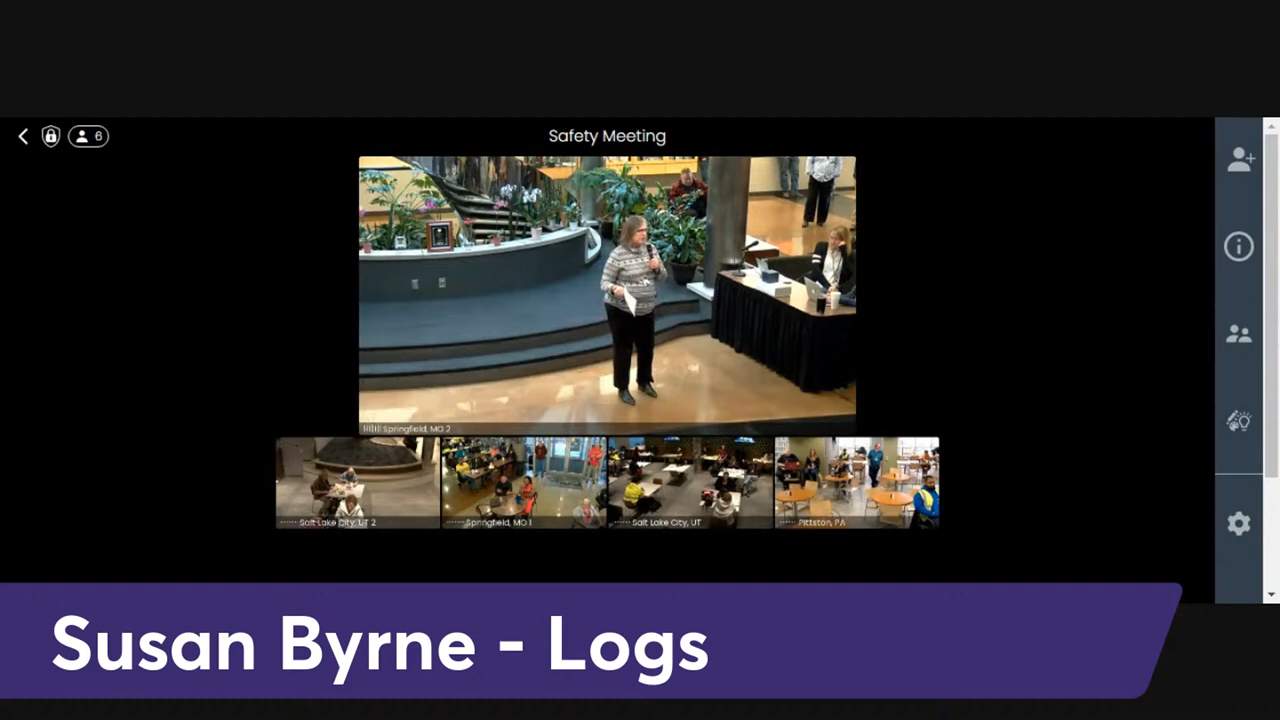 6
Safety Meeting
Springfield, MO 2
Salt Lake City, UT 2
Springfield, MO 1
Salt Lake City, UT
Pittston, PA
Susan Byrne - Logs